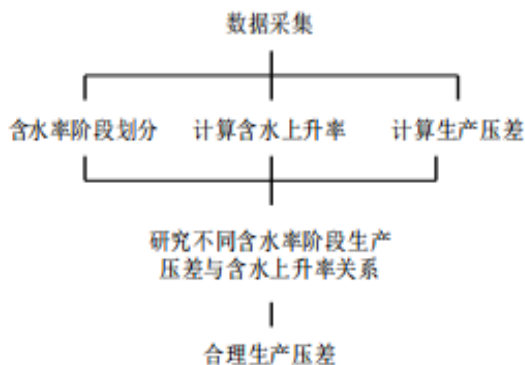 数据采集
含水率阶段划分 计算含水上升率 计算生产压差
研究不同含水率阶段生产
压差与含水上升率关系
合理生产压差